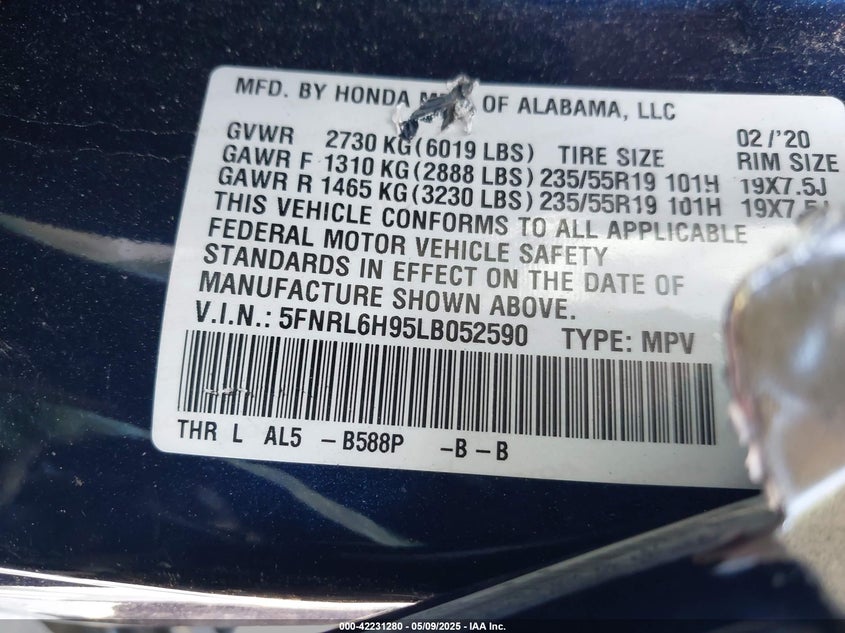 MFD. BY HONDA OF ALABAMA, LLC
02 /'20
GVWR 2730 KG (6019 LBS) TIRE SIZE RIM SIZE
GAWR F 1310 KG (2888 LBS) 235/55R19 101H 19X7.5J
GAWR R 1465 KG (3230 LBS) 235/55R19 101H 19X7.5J
THIS VEHICLE CONFORMS TO ALL APPLICABLE
FEDERAL MOTOR VEHICLE SAFETY
STANDARDS IN EFFECT ON THE DATE OF
MANUFACTURE SHOWN ABOVE.
V.I.N.: 5FNRL6H95LB052590 TYPE: MPV
THR L AL5 -B588P -B-B
000-42231280 - 05/09/2025 - IAA Inc.